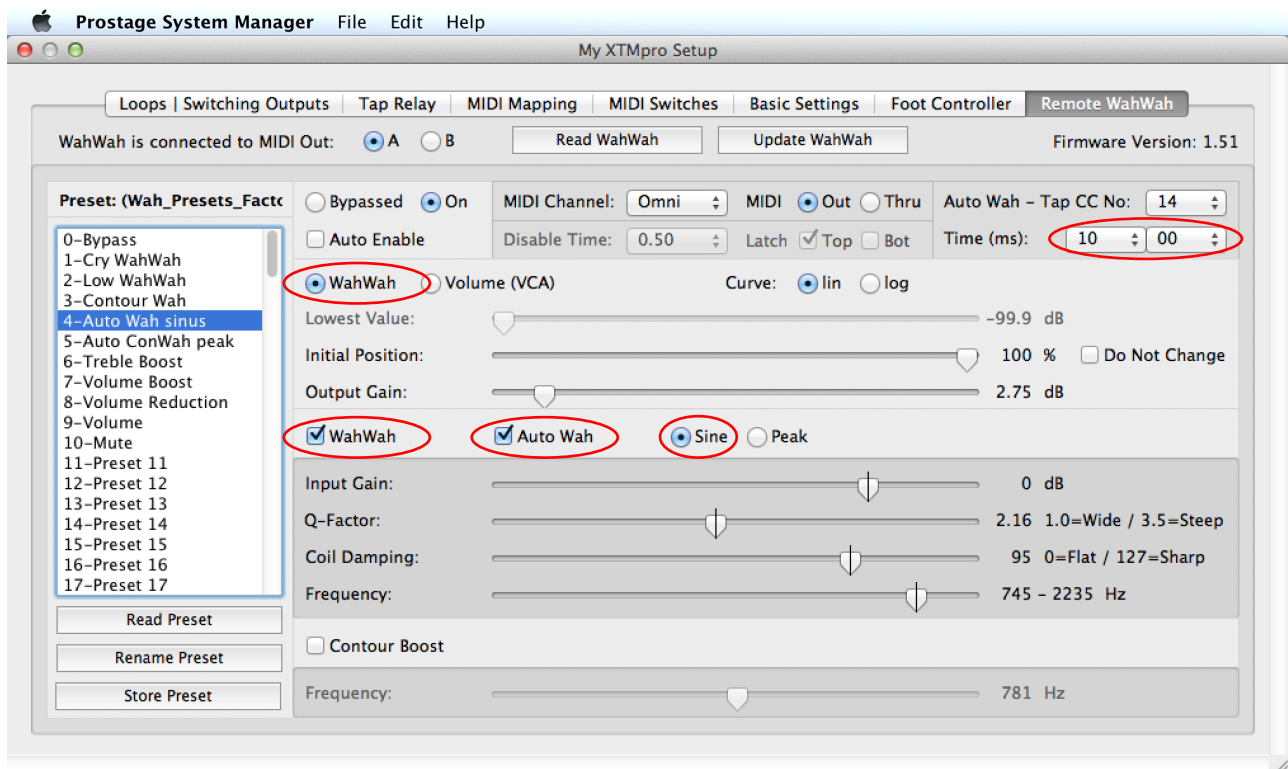 Prostage System Manager File Edit Help
My XTMpro Setup
Loops | Switching Outputs Tap Relay MIDI Mapping MIDI Switches Basic Settings Foot Controller Remote WahWah
WahWah is connected to MIDI Out: A B Read WahWah Update WahWah Firmware Version: 1.51
Preset: (Wah_Presets_Factc
0-Bypass
1-Cry WahWah
2-Low WahWah
3-Contour Wah
4-Auto Wah sinus
5-Auto ConWah peak
6-Treble Boost
7-Volume Boost
8-Volume Reduction
9-Volume
10-Mute
11-Preset 11
12-Preset 12
13-Preset 13
14-Preset 14
15-Preset 15
16-Preset 16
17-Preset 17
Read Preset
Rename Preset
Store Preset
Bypassed On MIDI Channel: Omni MIDI Out Thru Auto Wah - Tap CC No: 14
Auto Enable Disable Time: 0.50 Latch Top Bot Time (ms): 10 00
WahWah Volume (VCA) Curve: lin log
Lowest Value: -99.9 dB
Initial Position: 100 % Do Not Change
Output Gain: 2.75 dB
WahWah Auto Wah Sine Peak
Input Gain: 0 dB
Q-Factor: 2.16 1.0=Wide / 3.5=Steep
Coil Damping: 95 0=Flat / 127=Sharp
Frequency: 745 - 2235 Hz
Contour Boost
Frequency: 781 Hz